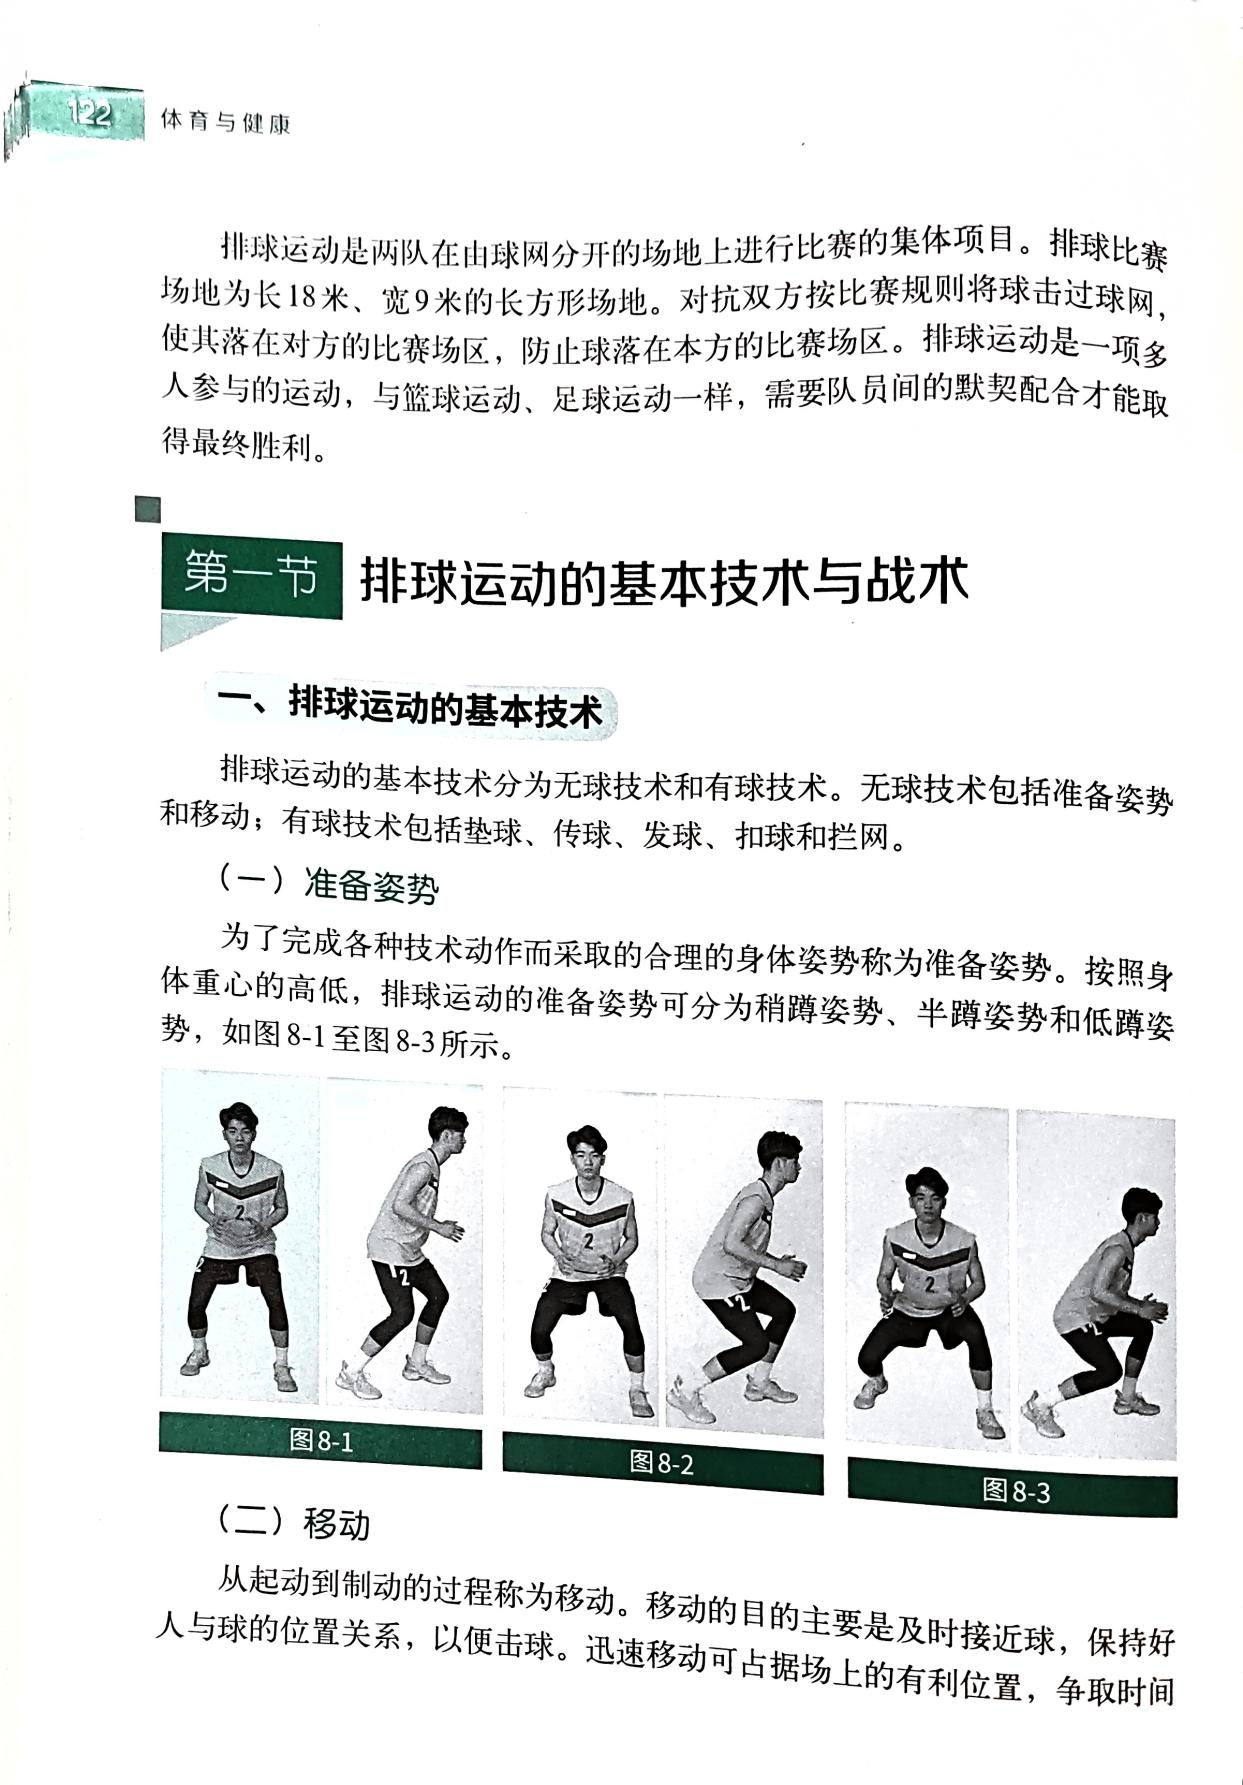 122 体育与健康
排球运动是两队在由球网分开的场地上进行比赛的集体项目。排球比赛
场地为长18米、宽9米的长方形场地。对抗双方按比赛规则将球击过球网，
使其落在对方的比赛场区，防止球落在本方的比赛场区。排球运动是一项多
人参与的运动，与篮球运动、足球运动一样，需要队员间的默契配合才能取
得最终胜利。
第一节 排球运动的基本技术与战术
一、排球运动的基本技术
排球运动的基本技术分为无球技术和有球技术。无球技术包括准备姿势
和移动；有球技术包括垫球、传球、发球、扣球和拦网。
（一）准备姿势
为了完成各种技术动作而采取的合理的身体姿势称为准备姿势。按照身
体重心的高低，排球运动的准备姿势可分为稍蹲姿势、半蹲姿势和低蹲姿
势，如图8-1至图8-3所示。
2 2 2 2 2 2 2 2
图8-1 图8-2 图8-3
（二）移动
从起动到制动的过程称为移动。移动的目的主要是及时接近球，保持好
人与球的位置关系，以便击球。迅速移动可占据场上的有利位置，争取时间